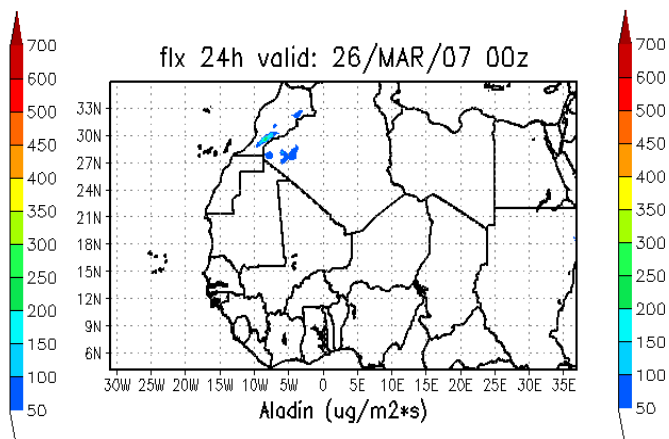 flx 24h valid: 26/MAR/07 00z
700
600
500
450
400
350
300
250
200
150
100
50
33N
30N
27N
24N
21N
18N
15N
12N
9N
6N
30W 25W 20W 15W 10W 5W 0 5E 10E 15E 20E 25E 30E 35E
Aladin (ug/m2*s)
700
600
500
450
400
350
300
250
200
150
100
50